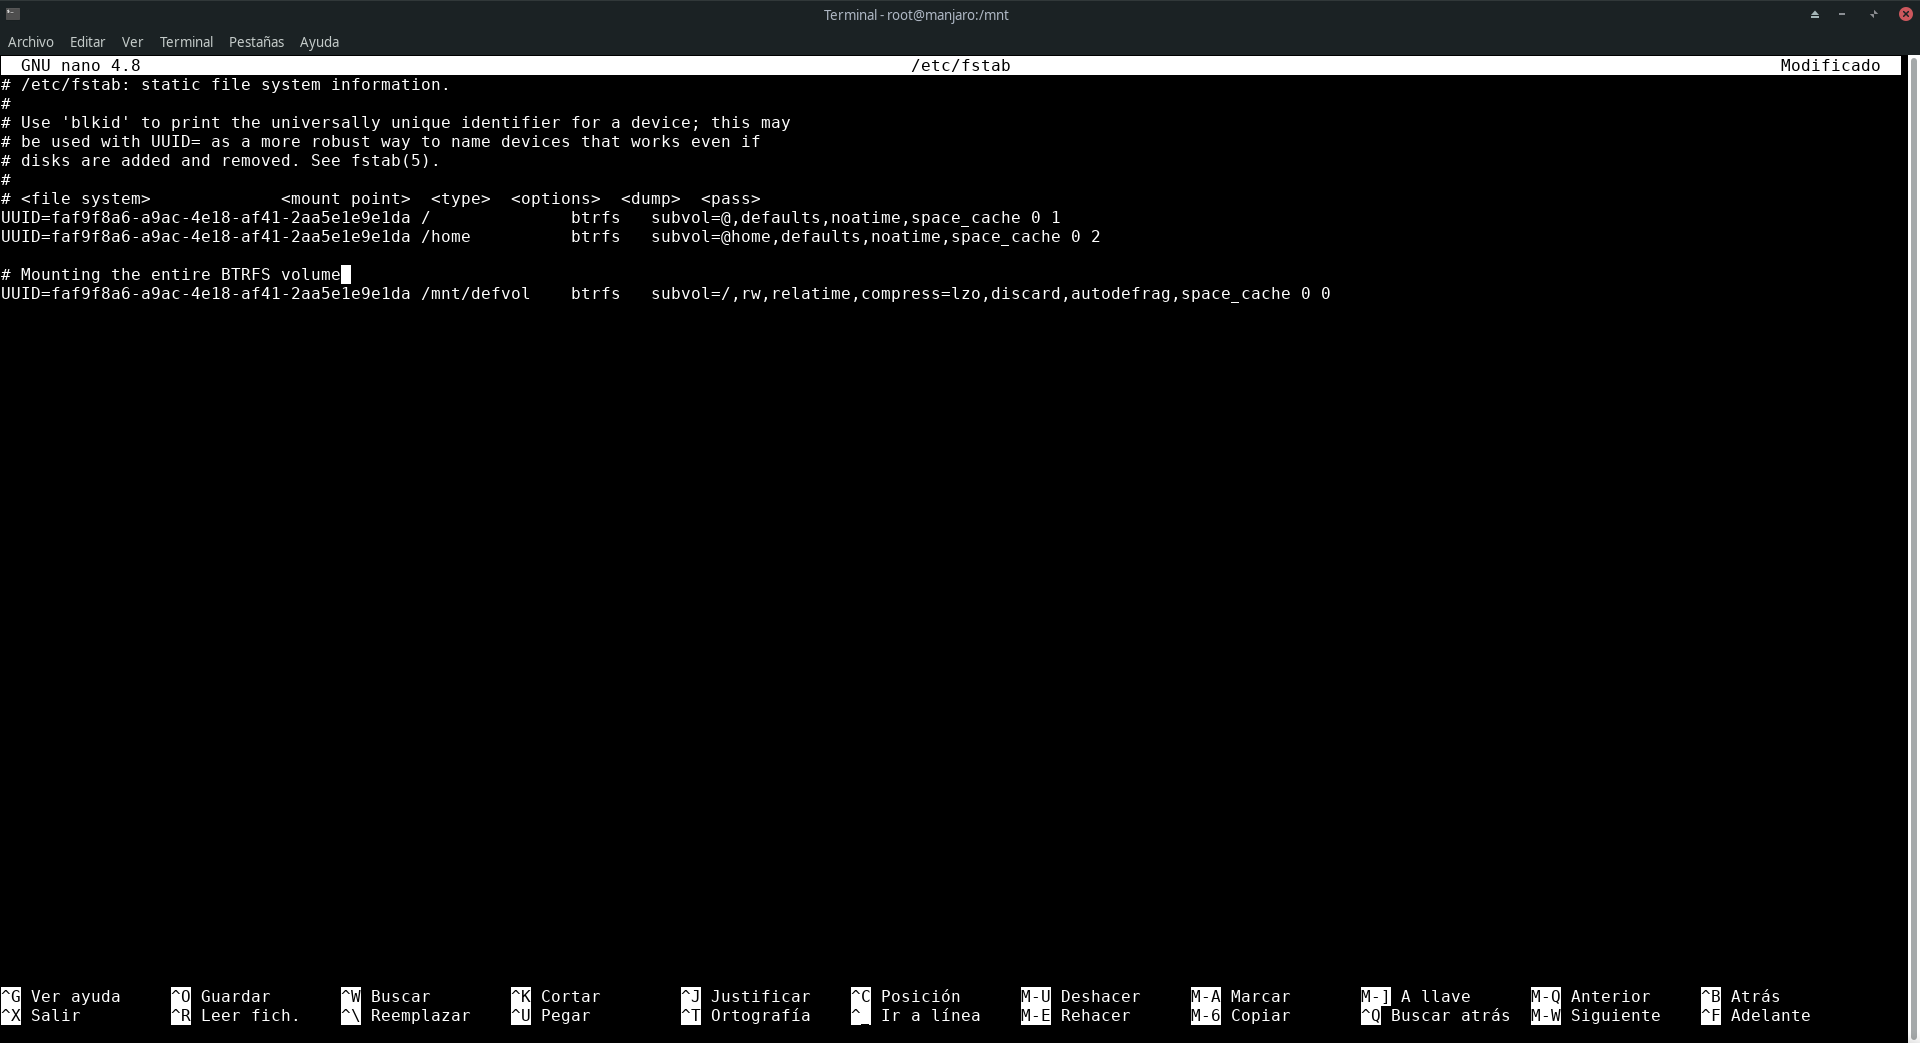 Terminal - root@manjaro:/mnt
Archivo Editar Ver Terminal Pestañas Ayuda
GNU nano 4.8 /etc/fstab Modificado
# /etc/fstab: static file system information.
#
# Use 'blkid' to print the universally unique identifier for a device; this may
# be used with UUID= as a more robust way to name devices that works even if
# disks are added and removed. See fstab(5).
#
# <file system>             <mount point>  <type>  <options>  <dump>  <pass>
UUID=faf9f8a6-a9ac-4e18-af41-2aa5e1e9e1da /              btrfs   subvol=@,defaults,noatime,space_cache 0 1
UUID=faf9f8a6-a9ac-4e18-af41-2aa5e1e9e1da /home          btrfs   subvol=@home,defaults,noatime,space_cache 0 2
# Mounting the entire BTRFS volume
UUID=faf9f8a6-a9ac-4e18-af41-2aa5e1e9e1da /mnt/defvol    btrfs   subvol=/,rw,relatime,compress=lzo,discard,autodefrag,space_cache 0 0
^G Ver ayuda ^O Guardar ^W Buscar ^K Cortar ^J Justificar ^C Posición M-U Deshacer M-A Marcar M-] A llave M-Q Anterior ^B Atrás
^X Salir ^R Leer fich. ^\ Reemplazar ^U Pegar ^T Ortografía ^_ Ir a línea M-E Rehacer M-6 Copiar ^Q Buscar atrás M-W Siguiente ^F Adelante